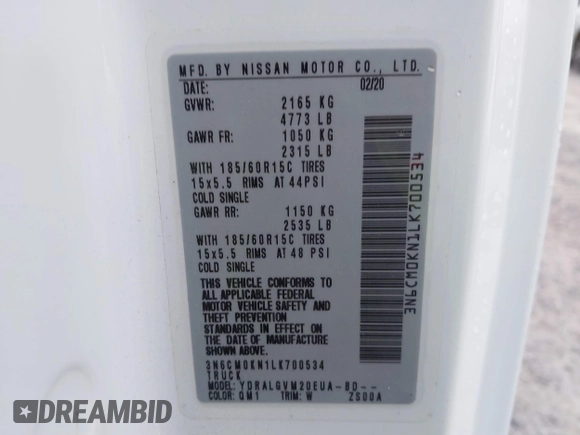 MFD. BY NISSAN MOTOR CO., LTD.
DATE: 02/20
GVWR: 2165 KG
4773 LB
GAWR FR: 1050 KG
2315 LB
WITH 185/60R15C TIRES
15x5.5 RIMS AT 44PSI
COLD SINGLE
GAWR RR: 1150 KG
2535 LB
WITH 185/60R15C TIRES
15x5.5 RIMS AT 48 PSI
COLD SINGLE
THIS VEHICLE CONFORMS TO
ALL APPLICABLE FEDERAL
MOTOR VEHICLE SAFETY AND
THEFT PREVENTION
STANDARDS IN EFFECT ON
THE DATE OF MANUFACTURE
SHOWN ABOVE.
3N6CM0KN1LK700534
TRUCK
MODEL: YDRALGVM20EUA-BD--
COLOR: QM1 TRIM: W ZS00A
3N6CM0KN1LK700534
DREAMBID